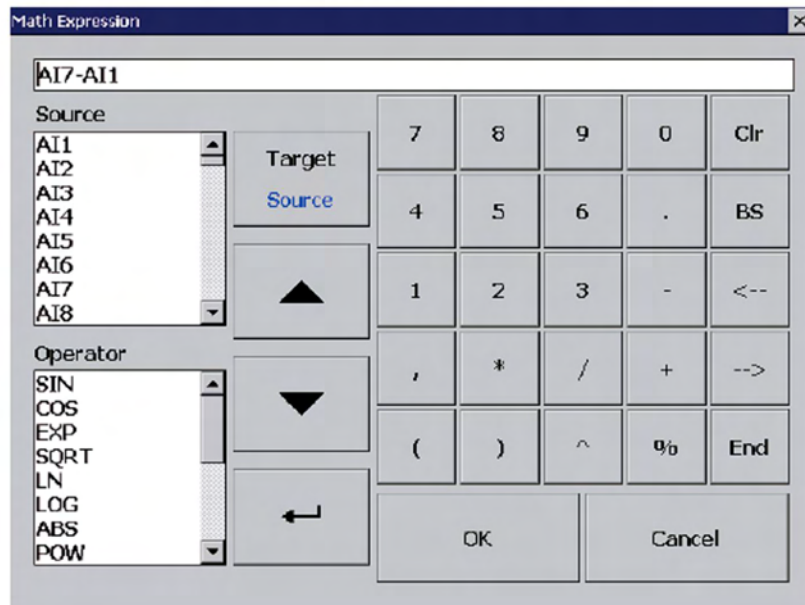 Math Expression
AI7-AI1
Source
AI1
AI2
AI3
AI4
AI5
AI6
AI7
AI8
Operator
SIN
COS
EXP
SQRT
LN
LOG
ABS
POW
Target
Source
7 8 9 0 Clr
4 5 6 . BS
1 2 3 - <--
, * / + -->
( ) ^ % End
OK Cancel